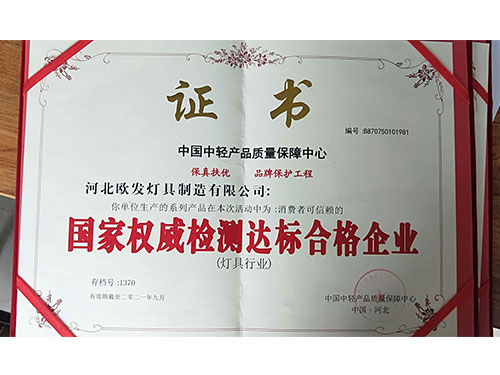 证书
编号:8870750101981
中国中轻产品质量保障中心
保真扶优 品牌保护工程
河北欧发灯具制造有限公司:
你单位生产的系列产品在本次活动中为:消费者可信赖的
国家权威检测达标合格企业
(灯具行业)
存档号:1370
有效期截至二零二一年九月
中国中轻产品质量保障中心
中国·河北